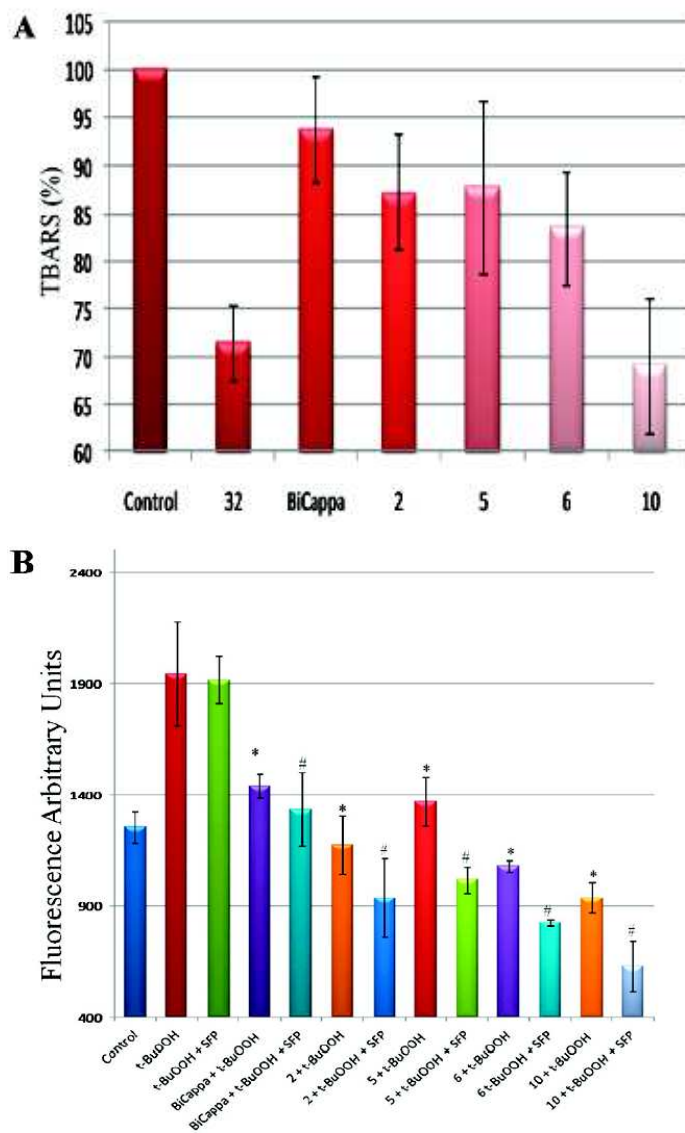 A
TBARS (%)
105
100
95
90
85
80
75
70
65
60
Control 32 BiCappa 2 5 6 10
B
Fluorescence Arbitrary Units
2400
1900
1400
900
400
* # * # * # * # * #
Control
t-BuOOH
t-BuOOH + SFP
BiCappa + t-BuOOH
BiCappa + t-BuOOH + SFP
2 + t-BuOOH
2 + t-BuOOH + SFP
5 + t-BuOOH
5 + t-BuOOH + SFP
6 + t-BuOOH
6 t-BuOOH + SFP
10 + t-BuOOH
10 + t-BuOOH + SFP